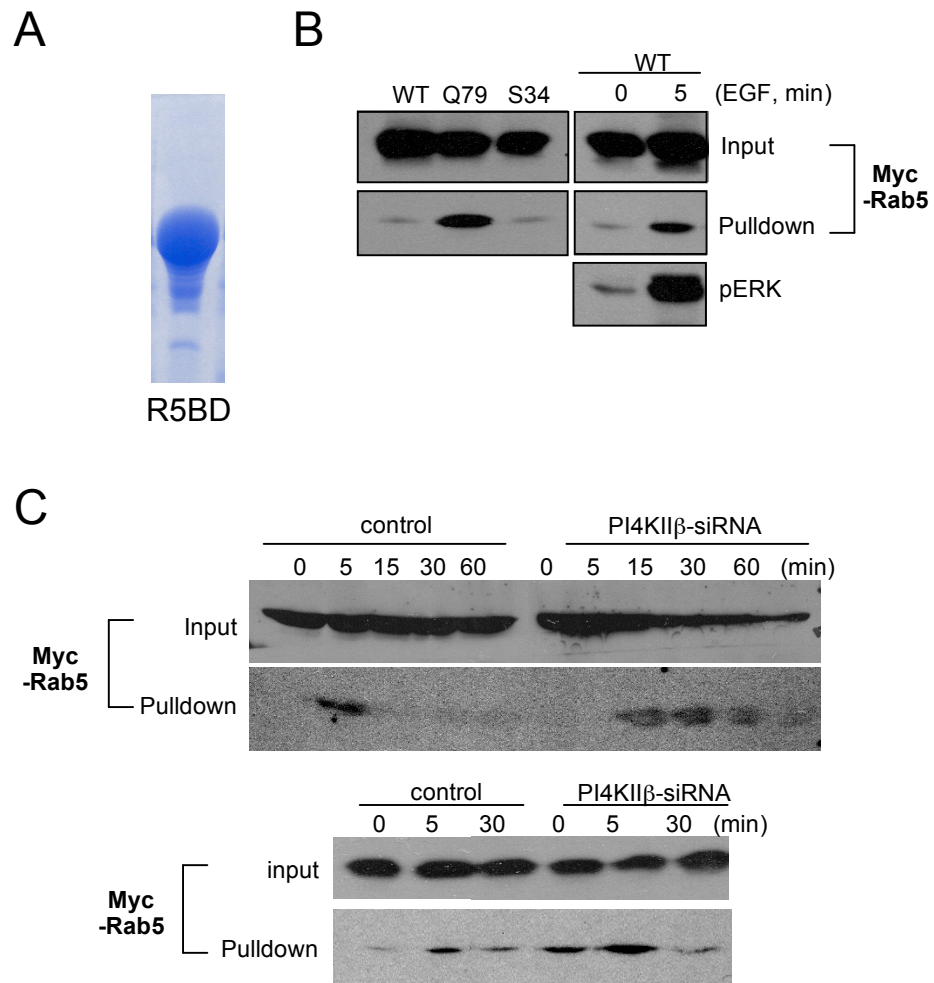 A
R5BD
B
WT
WT Q79 S34 0 5 (EGF, min)
Input
Pulldown
Myc
-Rab5
pERK
C
control PI4KIIβ-siRNA
0 5 15 30 60 0 5 15 30 60 (min)
Input
Myc
-Rab5
Pulldown
control PI4KIIβ-siRNA
0 5 30 0 5 30 (min)
input
Myc
-Rab5
Pulldown